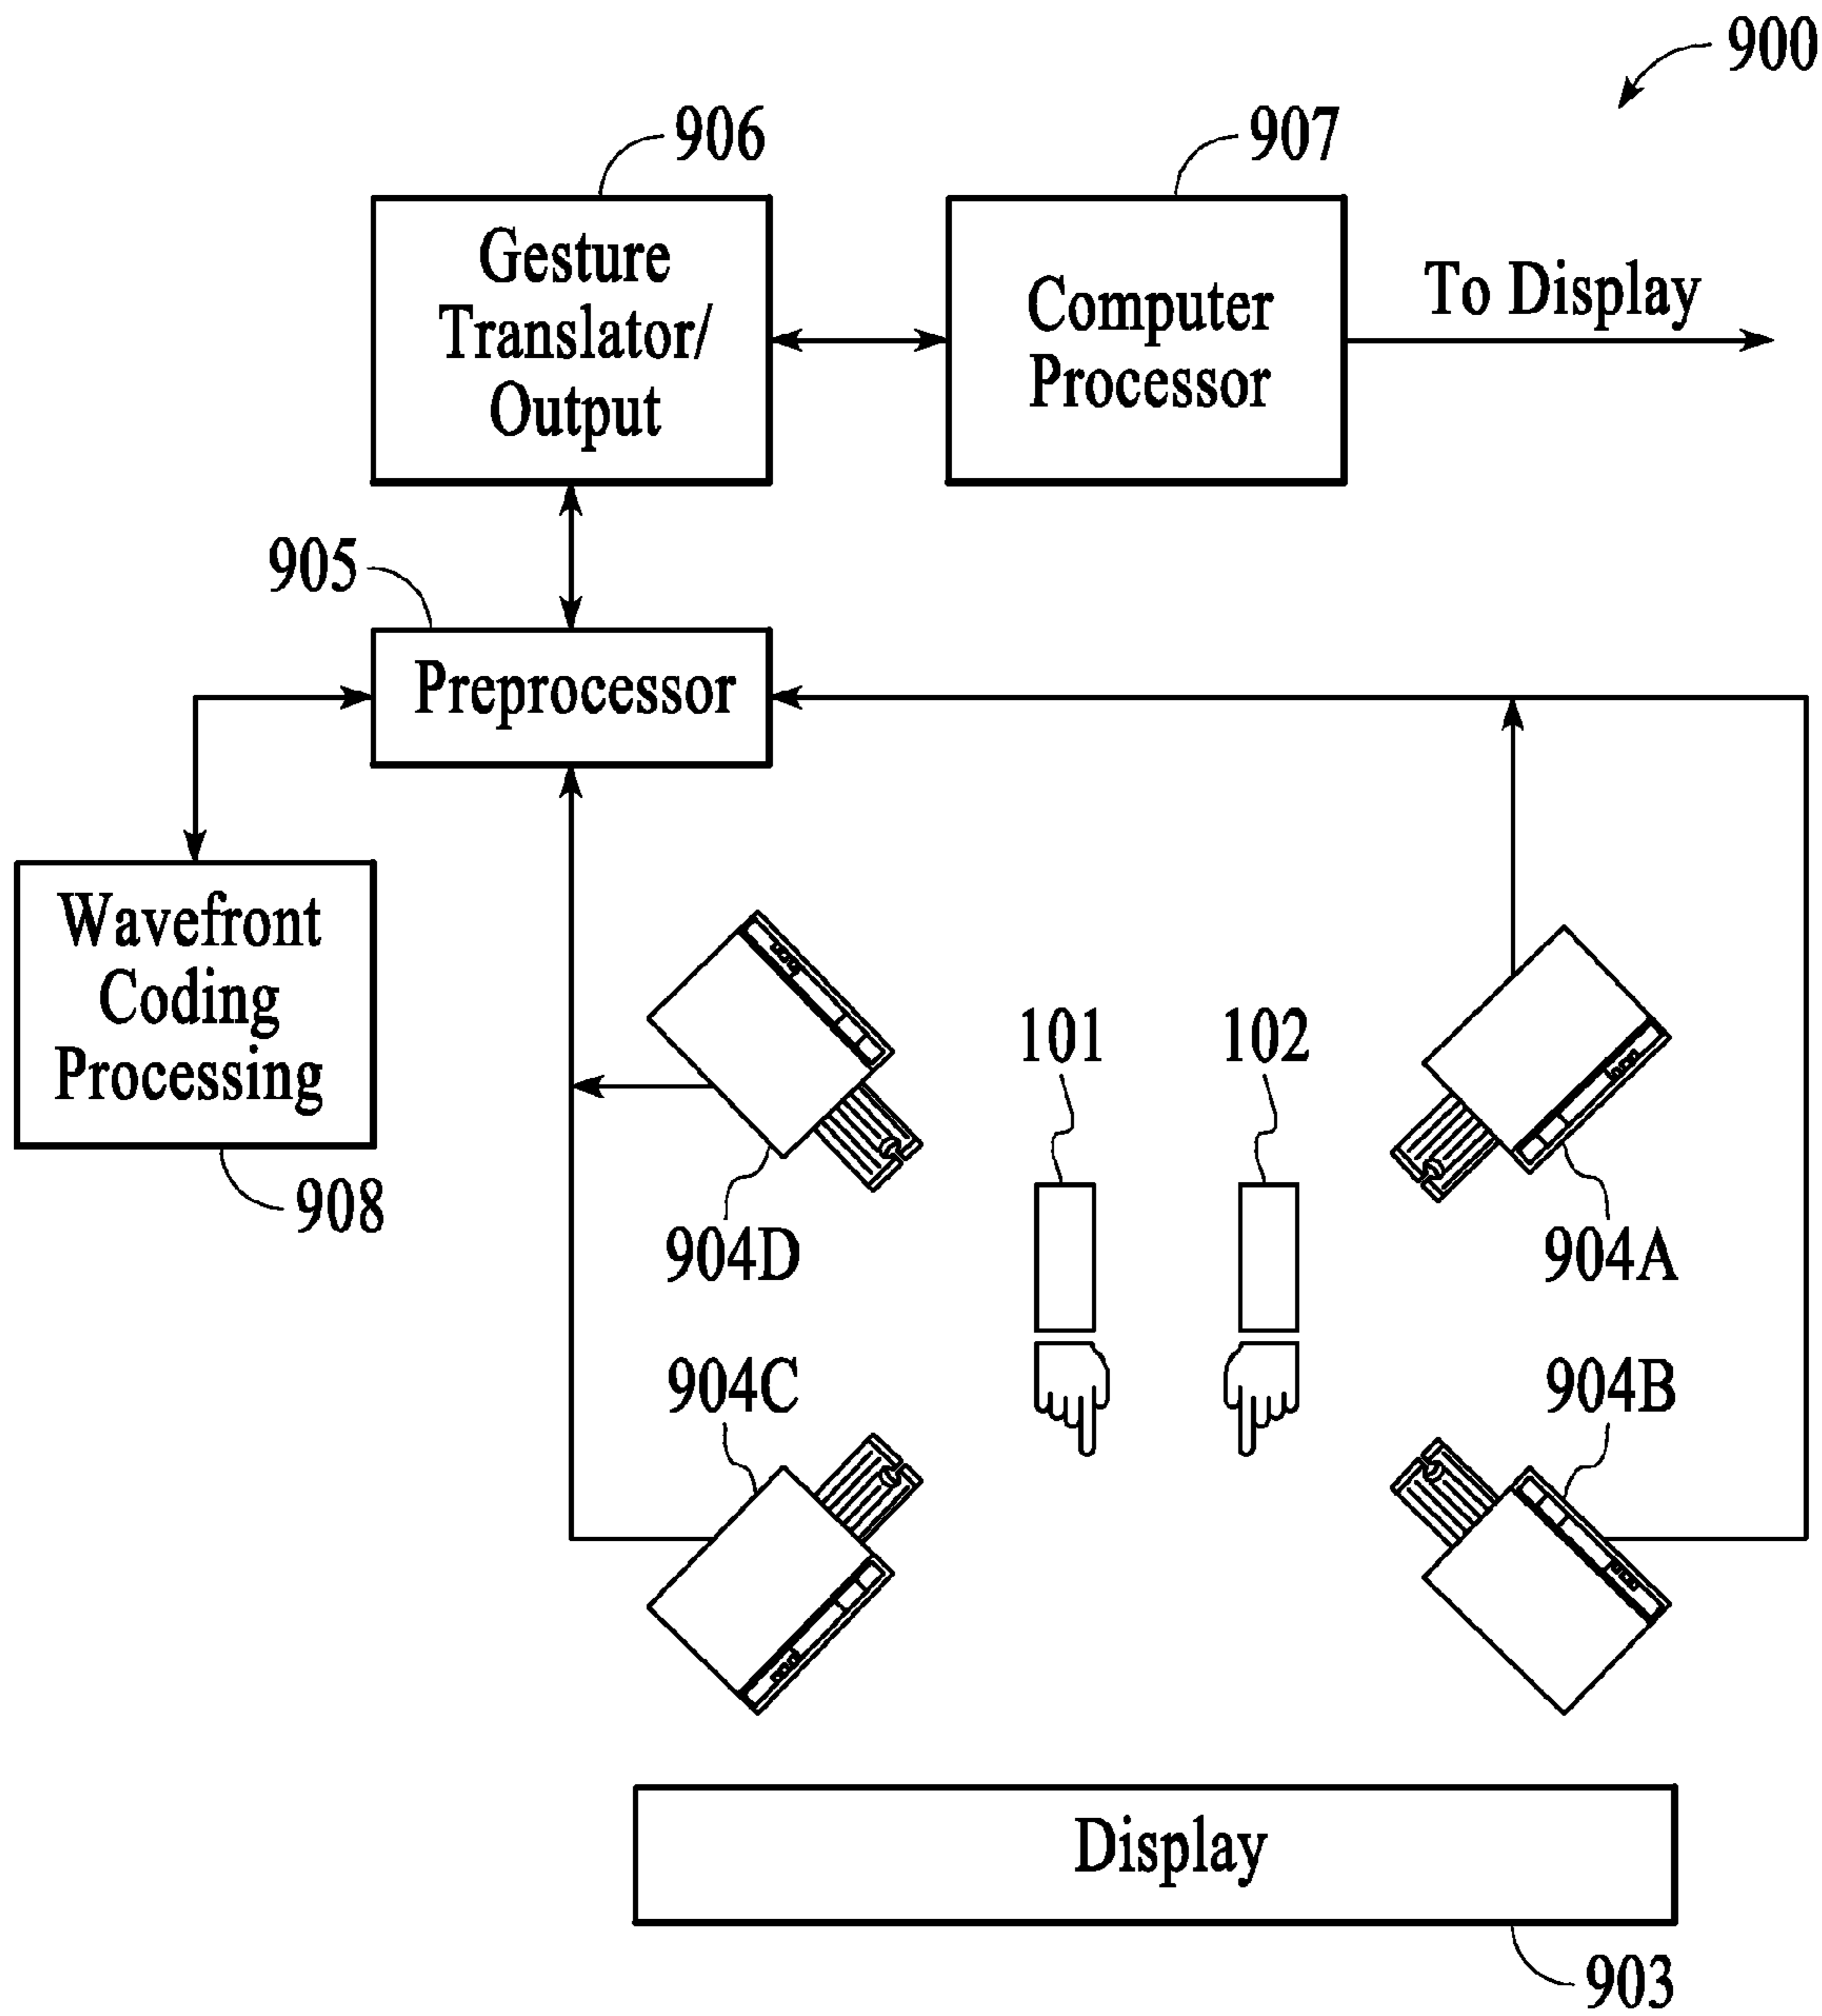 900
906
907
Gesture
Translator/
Output
Computer
Processor
To Display
905
Preprocessor
Wavefront
Coding
Processing
908
101
102
904D
904A
904C
904B
Display
903